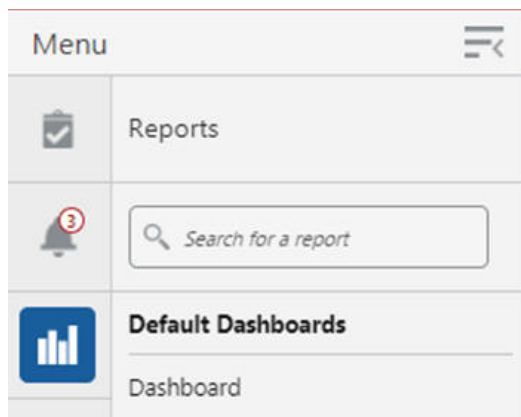 Menu
Reports
3
Search for a report
Default Dashboards
Dashboard